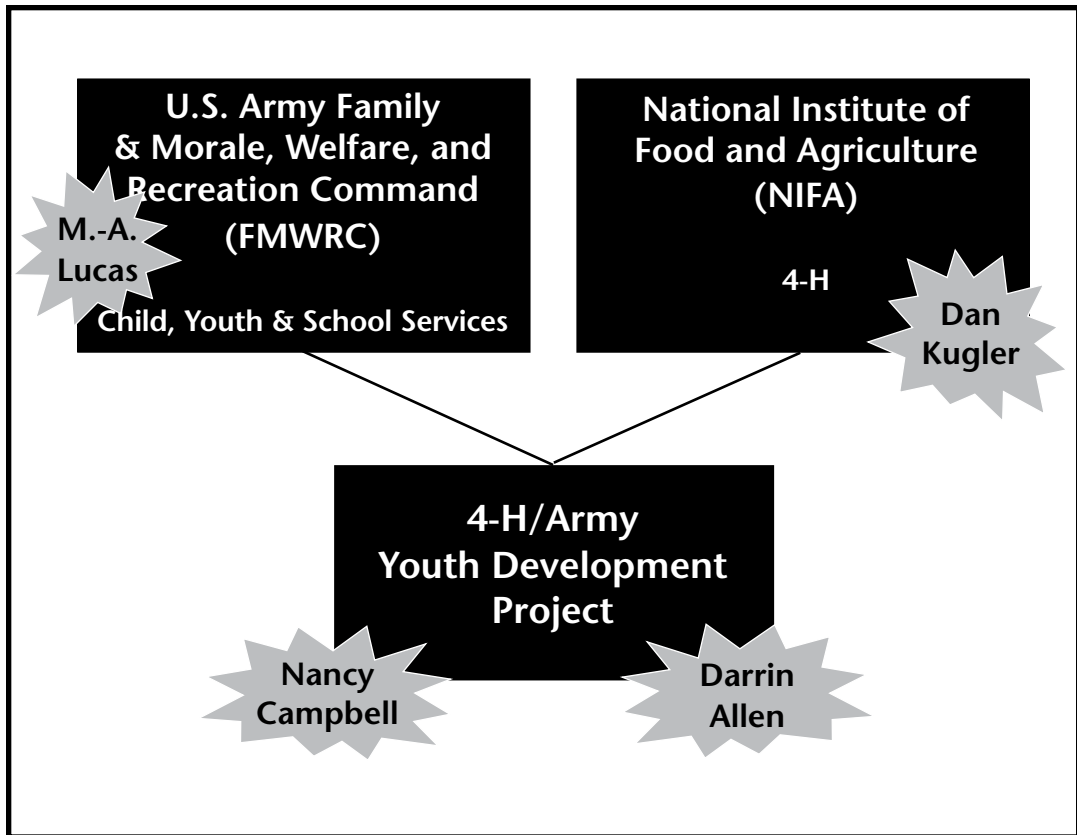 U.S. Army Family
& Morale, Welfare, and
Recreation Command
(FMWRC)
Child, Youth & School Services
M.-A.
Lucas
National Institute of
Food and Agriculture
(NIFA)
4-H
Dan
Kugler
4-H/Army
Youth Development
Project
Nancy
Campbell
Darrin
Allen